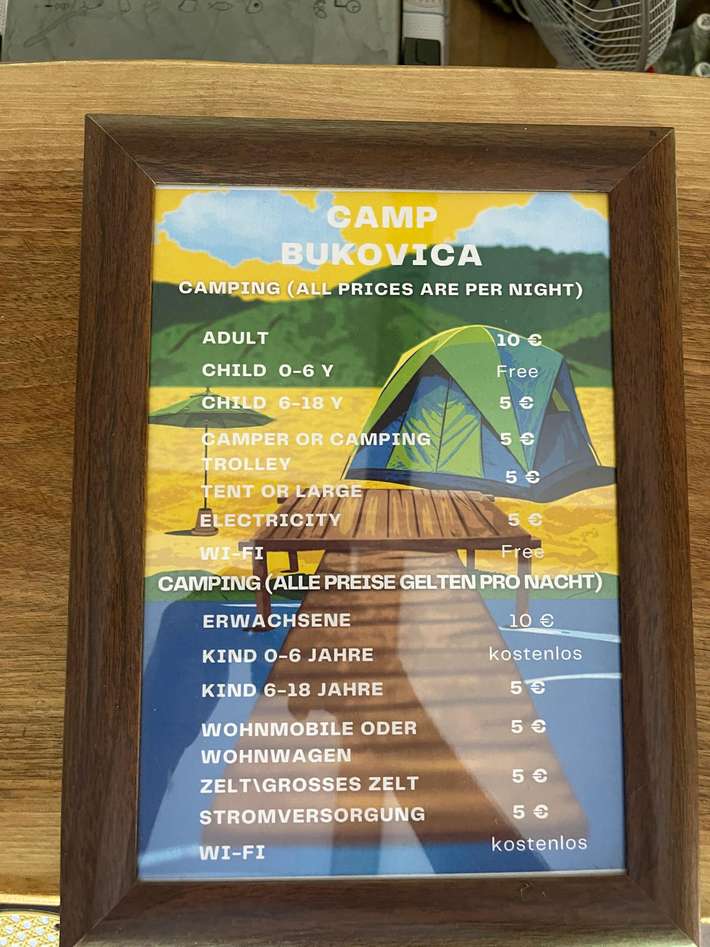 CAMP
BUKOVICA
CAMPING (ALL PRICES ARE PER NIGHT)
ADULT 10 €
CHILD 0-6 Y Free
CHILD 6-18 Y 5 €
CAMPER OR CAMPING 5 €
TROLLEY
TENT OR LARGE 5 €
ELECTRICITY 5 €
WI-FI Free
CAMPING (ALLE PREISE GELTEN PRO NACHT)
ERWACHSENE 10 €
KIND 0-6 JAHRE kostenlos
KIND 6-18 JAHRE 5 €
WOHNMOBILE ODER 5 €
WOHNWAGEN
ZELT\GROSSES ZELT 5 €
STROMVERSORGUNG 5 €
WI-FI kostenlos